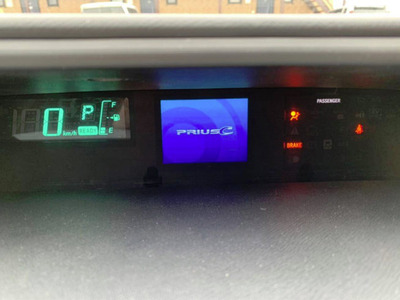 PASSENGER
F
P
0 km/h READY
E
PRIUS C
BRAKE